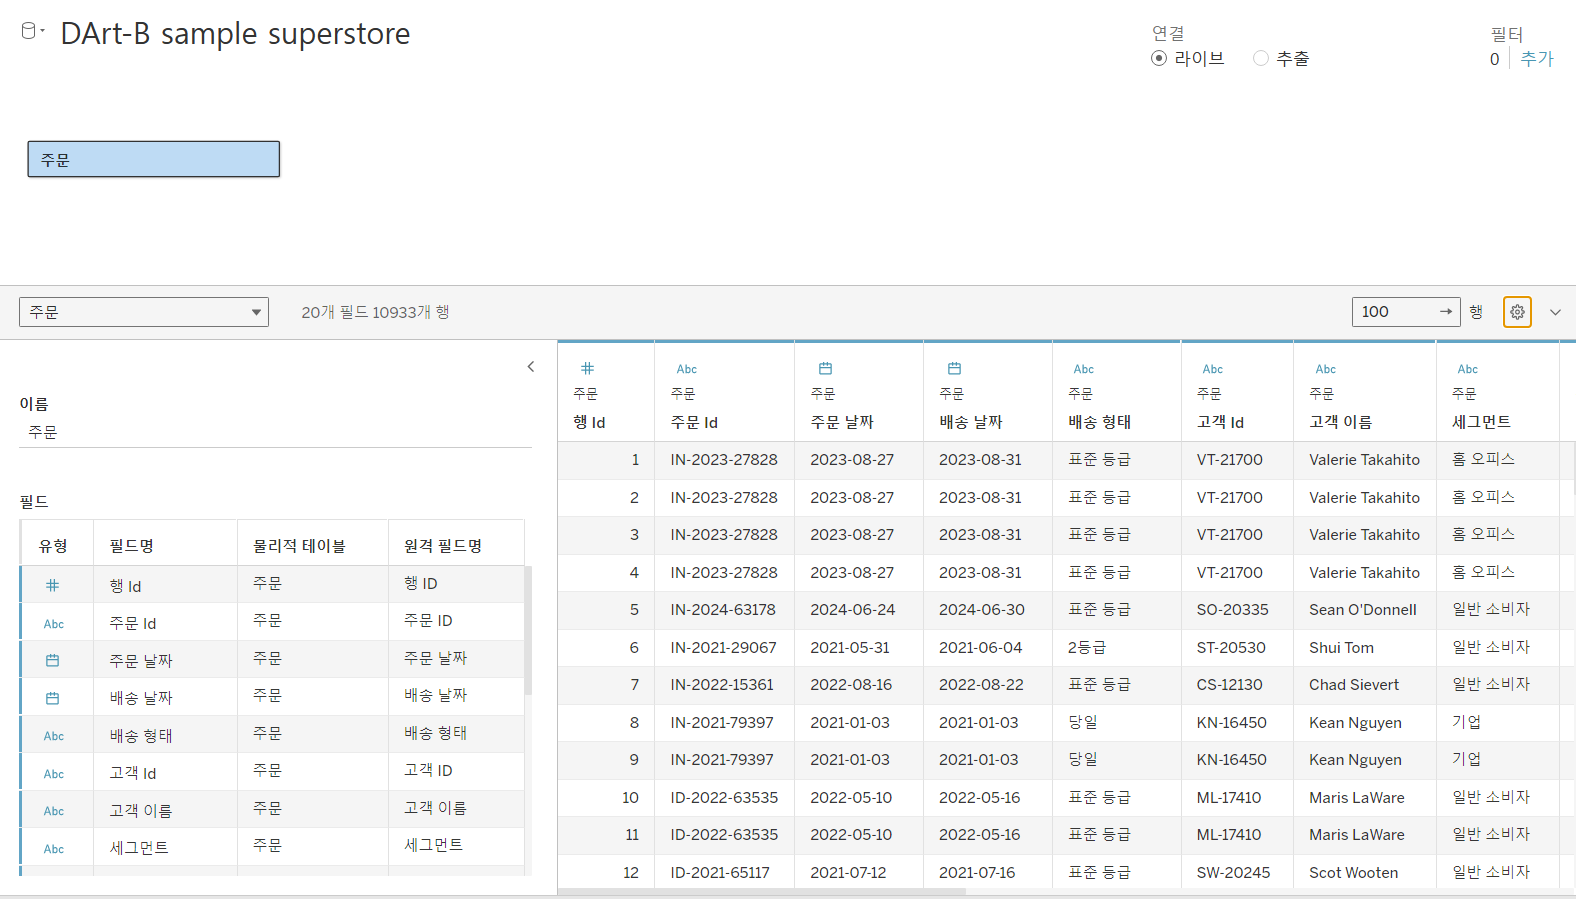 DArt-B sample superstore
연결
라이브 추출
필터
0 추가
주문
주문 20개 필드 10933개 행 100 → 행
이름
주문
필드
유형 필드명 물리적 테이블 원격 필드명
행 Id 주문 행 ID
Abc 주문 Id 주문 주문 ID
주문 날짜 주문 주문 날짜
배송 날짜 주문 배송 날짜
Abc 배송 형태 주문 배송 형태
Abc 고객 Id 주문 고객 ID
Abc 고객 이름 주문 고객 이름
Abc 세그먼트 주문 세그먼트
# Abc Abc Abc Abc Abc
주문 주문 주문 주문 주문 주문 주문 주문
행 Id 주문 Id 주문 날짜 배송 날짜 배송 형태 고객 Id 고객 이름 세그먼트
1 IN-2023-27828 2023-08-27 2023-08-31 표준 등급 VT-21700 Valerie Takahito 홈 오피스
2 IN-2023-27828 2023-08-27 2023-08-31 표준 등급 VT-21700 Valerie Takahito 홈 오피스
3 IN-2023-27828 2023-08-27 2023-08-31 표준 등급 VT-21700 Valerie Takahito 홈 오피스
4 IN-2023-27828 2023-08-27 2023-08-31 표준 등급 VT-21700 Valerie Takahito 홈 오피스
5 IN-2024-63178 2024-06-24 2024-06-30 표준 등급 SO-20335 Sean O'Donnell 일반 소비자
6 IN-2021-29067 2021-05-31 2021-06-04 2등급 ST-20530 Shui Tom 일반 소비자
7 IN-2022-15361 2022-08-16 2022-08-22 표준 등급 CS-12130 Chad Sievert 일반 소비자
8 IN-2021-79397 2021-01-03 2021-01-03 당일 KN-16450 Kean Nguyen 기업
9 IN-2021-79397 2021-01-03 2021-01-03 당일 KN-16450 Kean Nguyen 기업
10 ID-2022-63535 2022-05-10 2022-05-16 표준 등급 ML-17410 Maris LaWare 일반 소비자
11 ID-2022-63535 2022-05-10 2022-05-16 표준 등급 ML-17410 Maris LaWare 일반 소비자
12 ID-2021-65117 2021-07-12 2021-07-16 표준 등급 SW-20245 Scot Wooten 일반 소비자